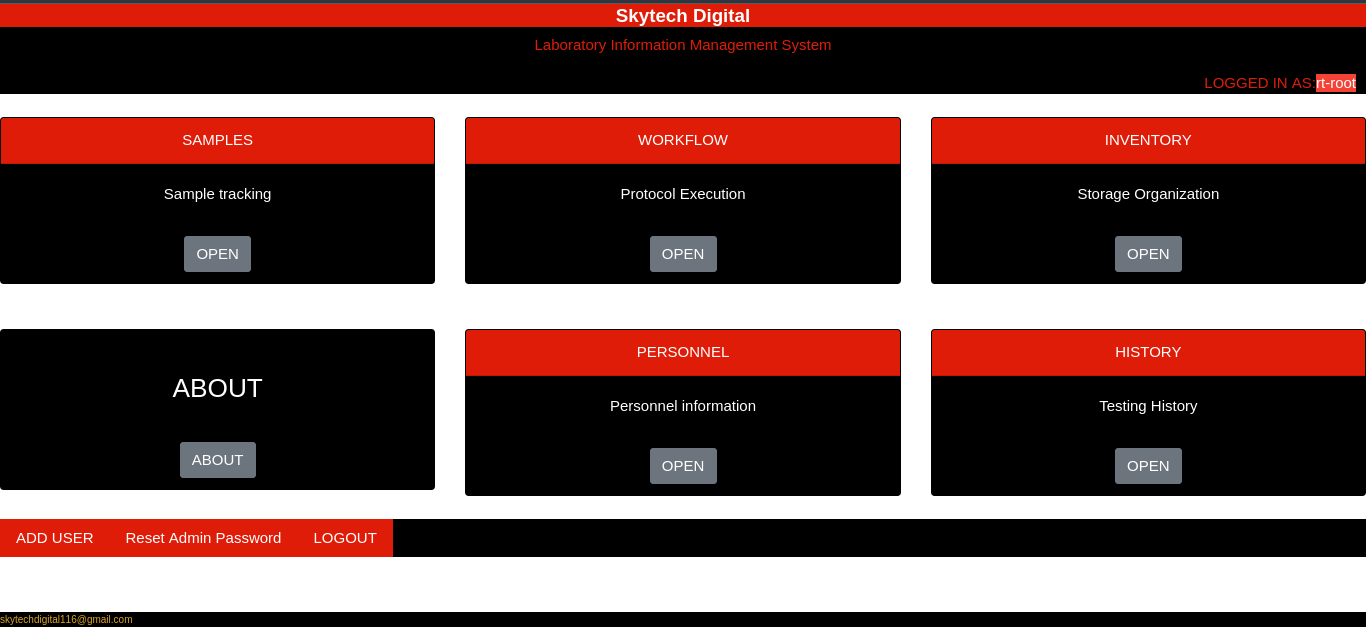 Skytech Digital
Laboratory Information Management System
LOGGED IN AS:rt-root
SAMPLES
Sample tracking
OPEN
WORKFLOW
Protocol Execution
OPEN
INVENTORY
Storage Organization
OPEN
ABOUT
ABOUT
PERSONNEL
Personnel information
OPEN
HISTORY
Testing History
OPEN
ADD USER Reset Admin Password LOGOUT
skytechdigital116@gmail.com